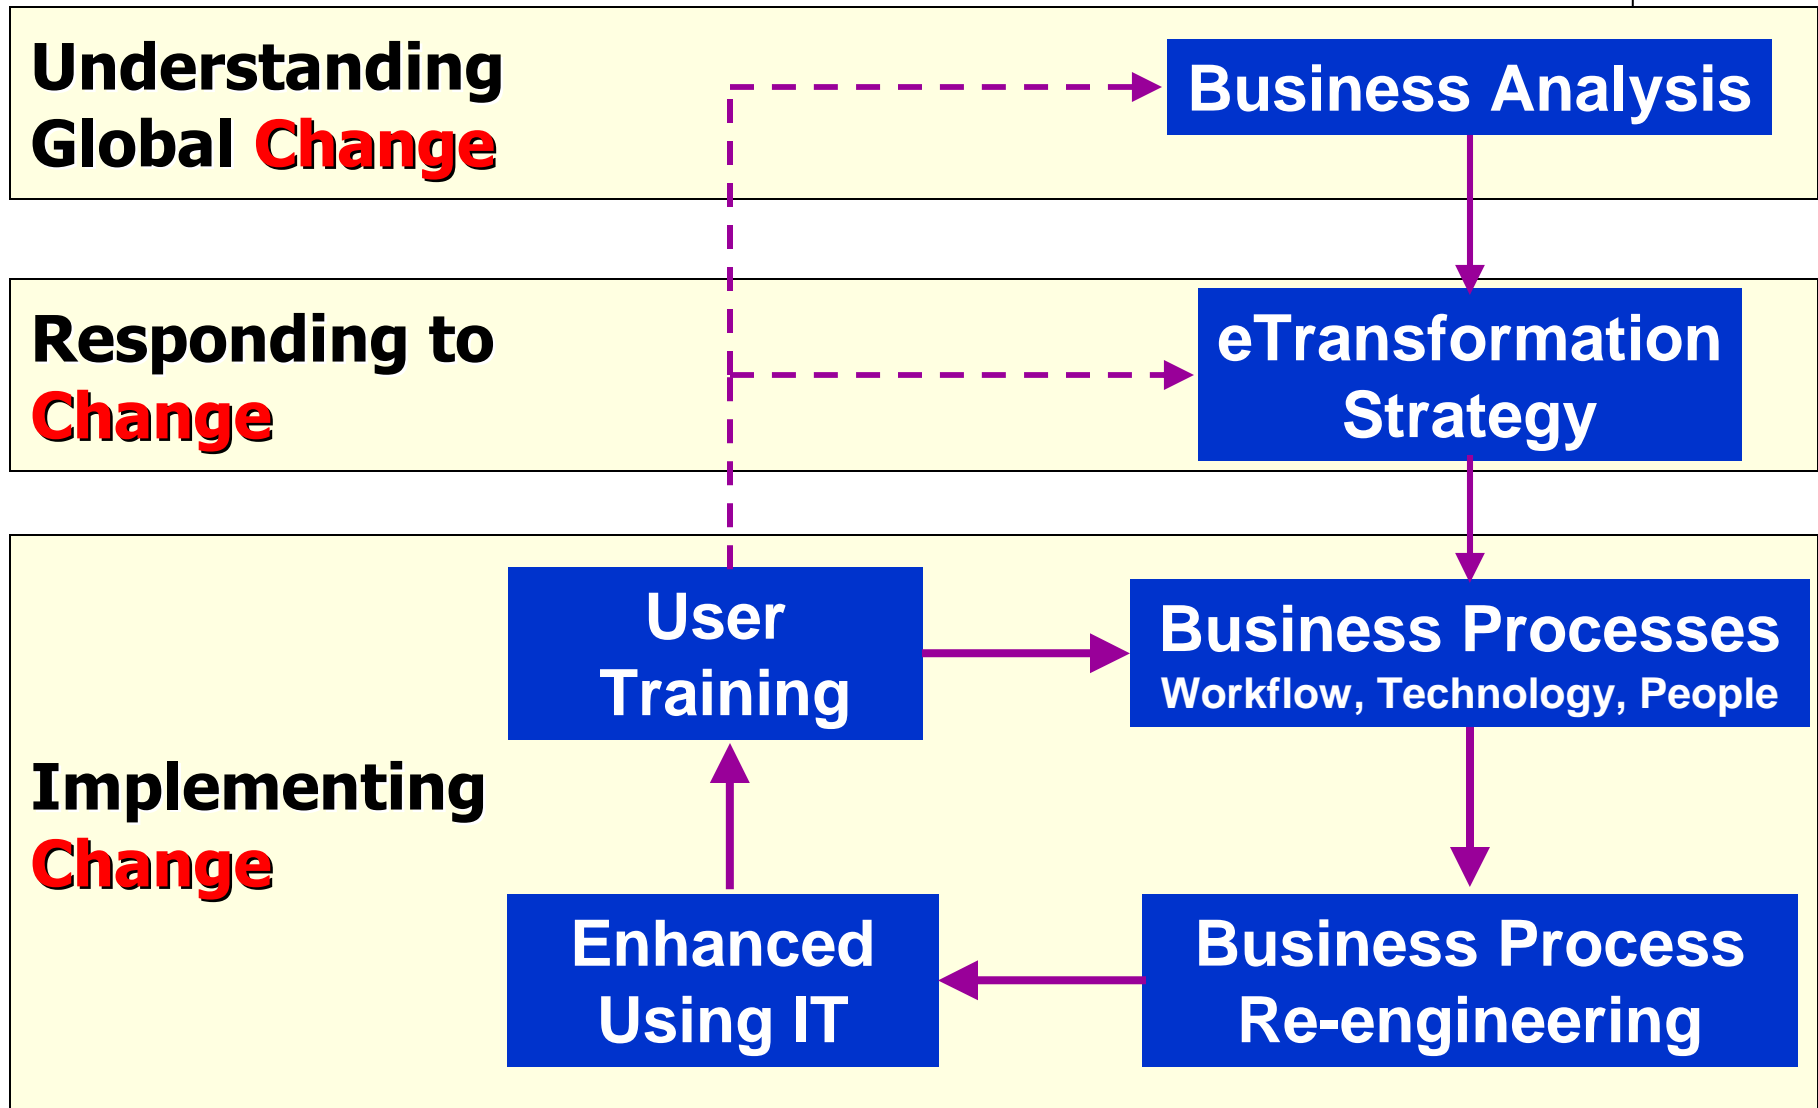 Understanding
Global Change
Business Analysis
Responding to
Change
eTransformation
Strategy
User
Training
Business Processes
Workflow, Technology, People
Implementing
Change
Enhanced
Using IT
Business Process
Re-engineering